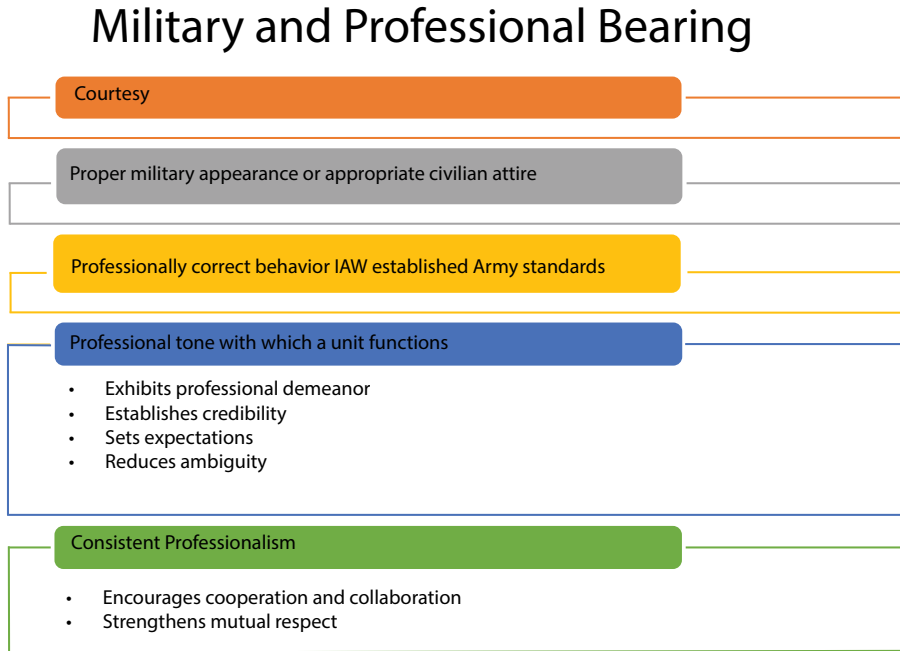 Military and Professional Bearing
Courtesy
Proper military appearance or appropriate civilian attire
Professionally correct behavior IAW established Army standards
Professional tone with which a unit functions
• Exhibits professional demeanor
• Establishes credibility
• Sets expectations
• Reduces ambiguity
Consistent Professionalism
• Encourages cooperation and collaboration
• Strengthens mutual respect